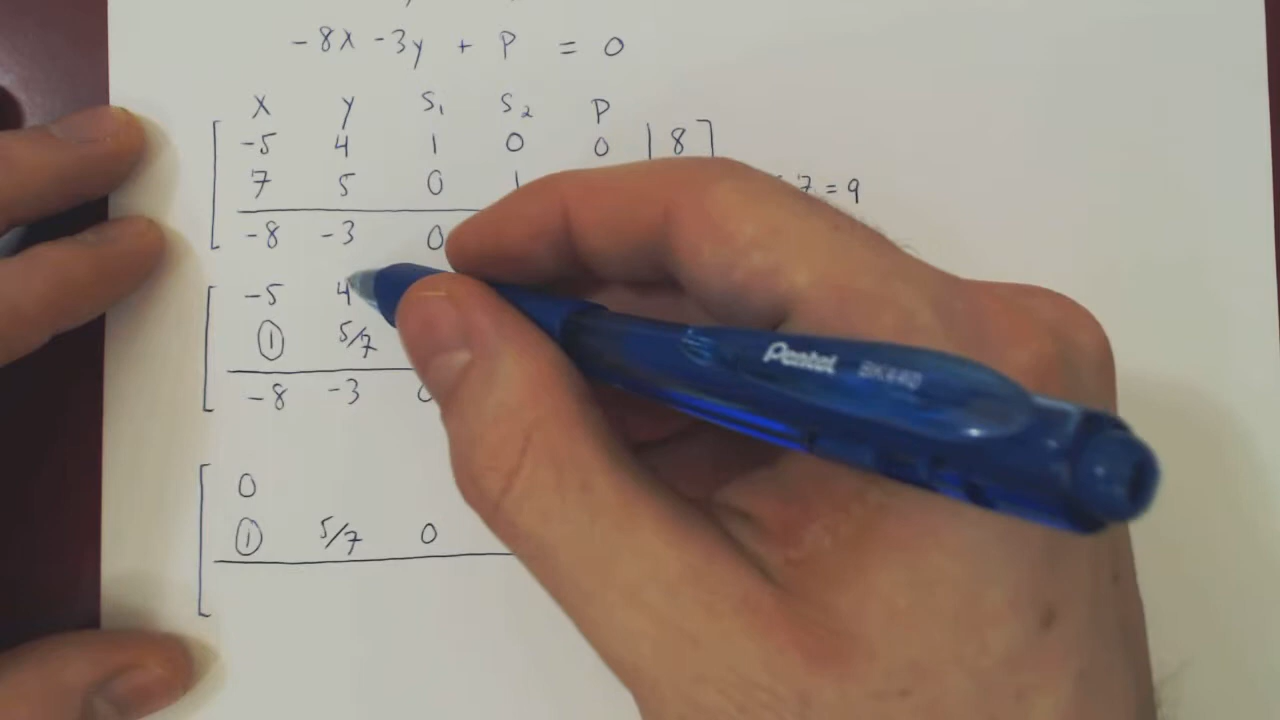 -8x -3y + P = 0
x y S₁ S₂ P
-5 4 1 0 0 | 8
7 5 0 1 7 = 9
-8 -3 0
-5 4
1 5/7
-8 -3 0
0
1 5/7 0
Pentel BK440